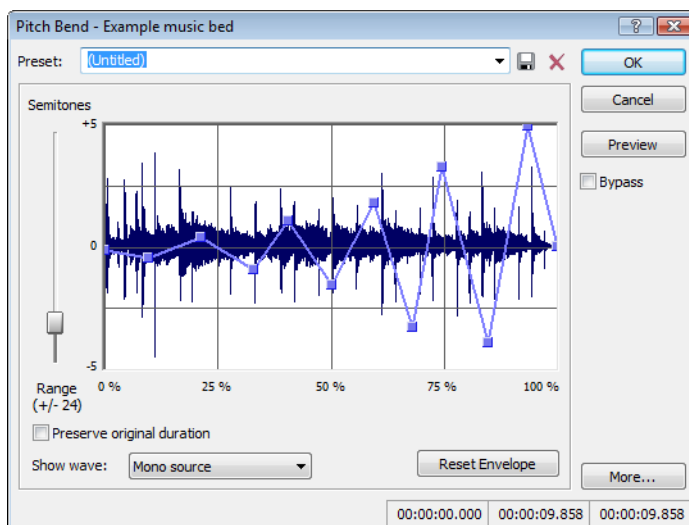 Pitch Bend - Example music bed
Preset: (Untitled)
OK
Semitones
Cancel
+5
Preview
Bypass
0
-5
Range 0 % 25 % 50 % 75 % 100 %
(+/- 24)
Preserve original duration
Show wave: Mono source Reset Envelope
More...
00:00:00.000 00:00:09.858 00:00:09.858